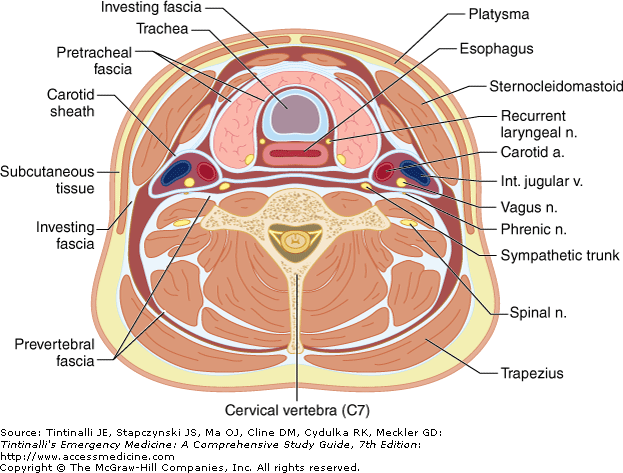 Investing fascia
Trachea
Pretracheal
fascia
Carotid
sheath
Subcutaneous
tissue
Investing
fascia
Prevertebral
fascia
Platysma
Esophagus
Sternocleidomastoid
Recurrent
laryngeal n.
Carotid a.
Int. jugular v.
Vagus n.
Phrenic n.
Sympathetic trunk
Spinal n.
Trapezius
Cervical vertebra (C7)
Source: Tintinalli JE, Stapczynski JS, Ma OJ, Cline DM, Cydulka RK, Meckler GD:
Tintinalli's Emergency Medicine: A Comprehensive Study Guide, 7th Edition:
http://www.accessmedicine.com
Copyright © The McGraw-Hill Companies, Inc. All rights reserved.